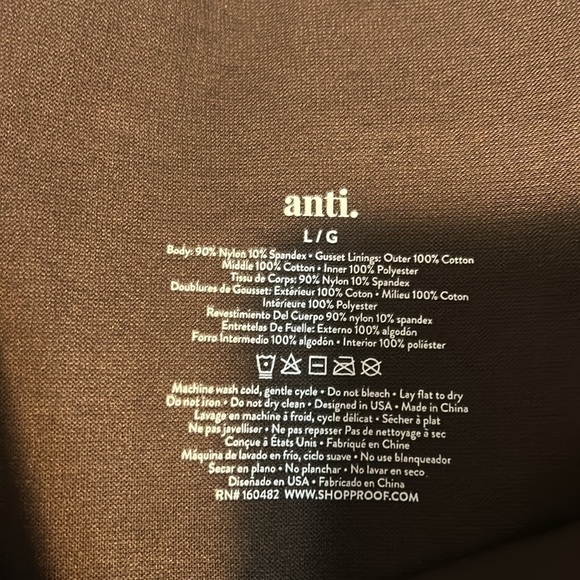 anti.
L/G
Body: 90% Nylon 10% Spandex • Gusset Linings: Outer 100% Cotton
Middle 100% Cotton • Inner 100% Polyester
Tissu de Corps: 90% Nylon 10% Spandex
Doublures de Gousset: Extérieur 100% Coton • Milieu 100% Coton
Intérieure 100% Polyester
Revestimiento Del Cuerpo 90% nylon 10% spandex
Entretelas De Fuelle: Externo 100% algodón
Forro Intermedio 100% algodón • Interior 100% poliéster
Machine wash cold, gentle cycle • Do not bleach • Lay flat to dry
Do not iron • Do not dry clean • Designed in USA • Made in China
Lavage en machine à froid, cycle délicat • Sécher à plat
Ne pas javelliser • Ne pas repasser Pas de nettoyage à sec
Conçue à États Unis • Fabriqué en Chine
Máquina de lavado en frío, ciclo suave • No use blanqueador
Secar en plano • No planchar • No lavar en seco
Diseñado en USA • Fabricado en China
RN# 160482 WWW.SHOPPROOF.COM